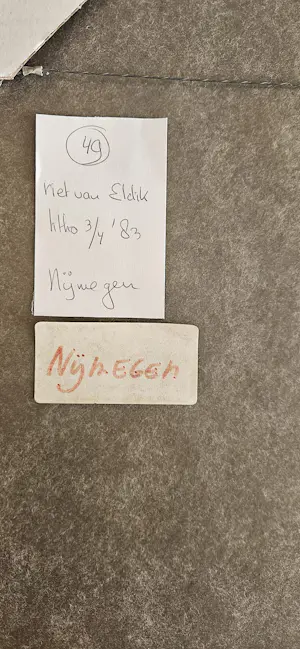 49
Riet van Eldik
litho 3/4 '83
Nijmegen
NijmEGEn